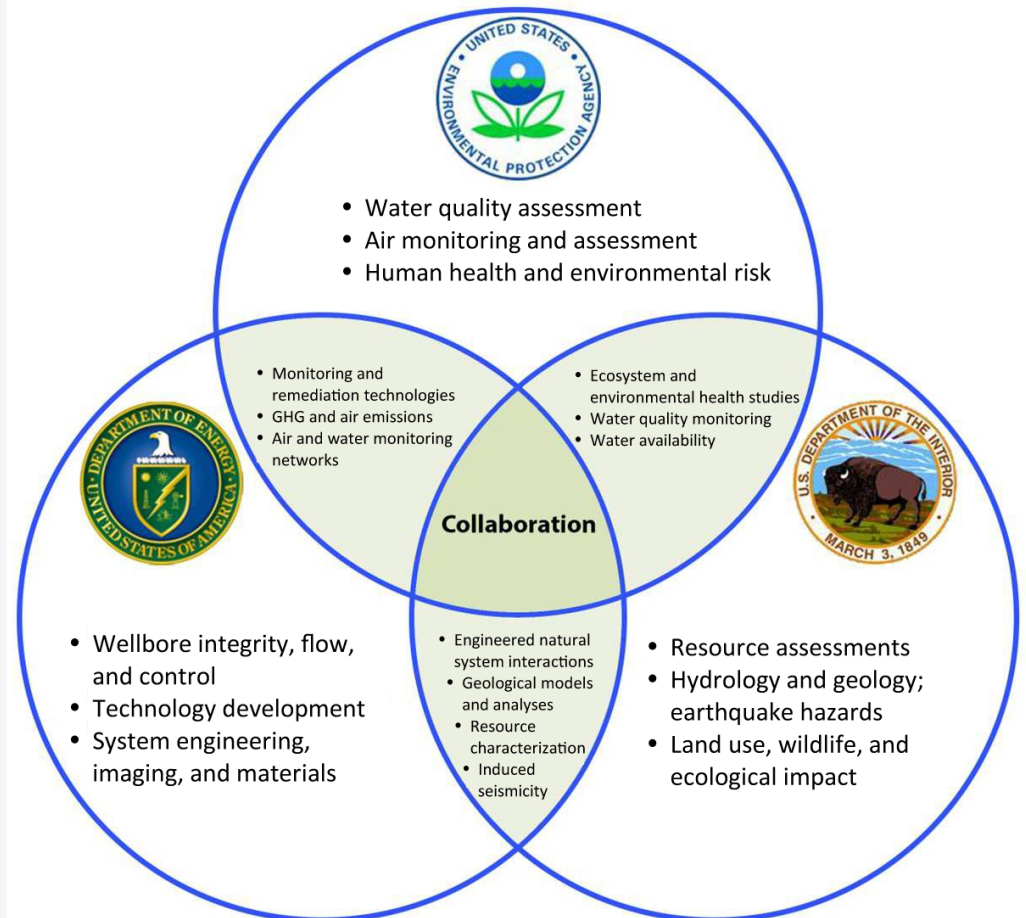 UNITED STATES
ENVIRONMENTAL PROTECTION AGENCY
• Water quality assessment
• Air monitoring and assessment
• Human health and environmental risk
• Monitoring and
remediation technologies
• GHG and air emissions
• Air and water monitoring
networks
• Ecosystem and
environmental health studies
• Water quality monitoring
• Water availability
DEPARTMENT OF ENERGY
UNITED STATES OF AMERICA
U.S. DEPARTMENT OF THE INTERIOR
MARCH 3, 1849
Collaboration
• Wellbore integrity, flow,
and control
• Technology development
• System engineering,
imaging, and materials
• Engineered natural
system interactions
• Geological models
and analyses
• Resource
characterization
• Induced
seismicity
• Resource assessments
• Hydrology and geology;
earthquake hazards
• Land use, wildlife, and
ecological impact